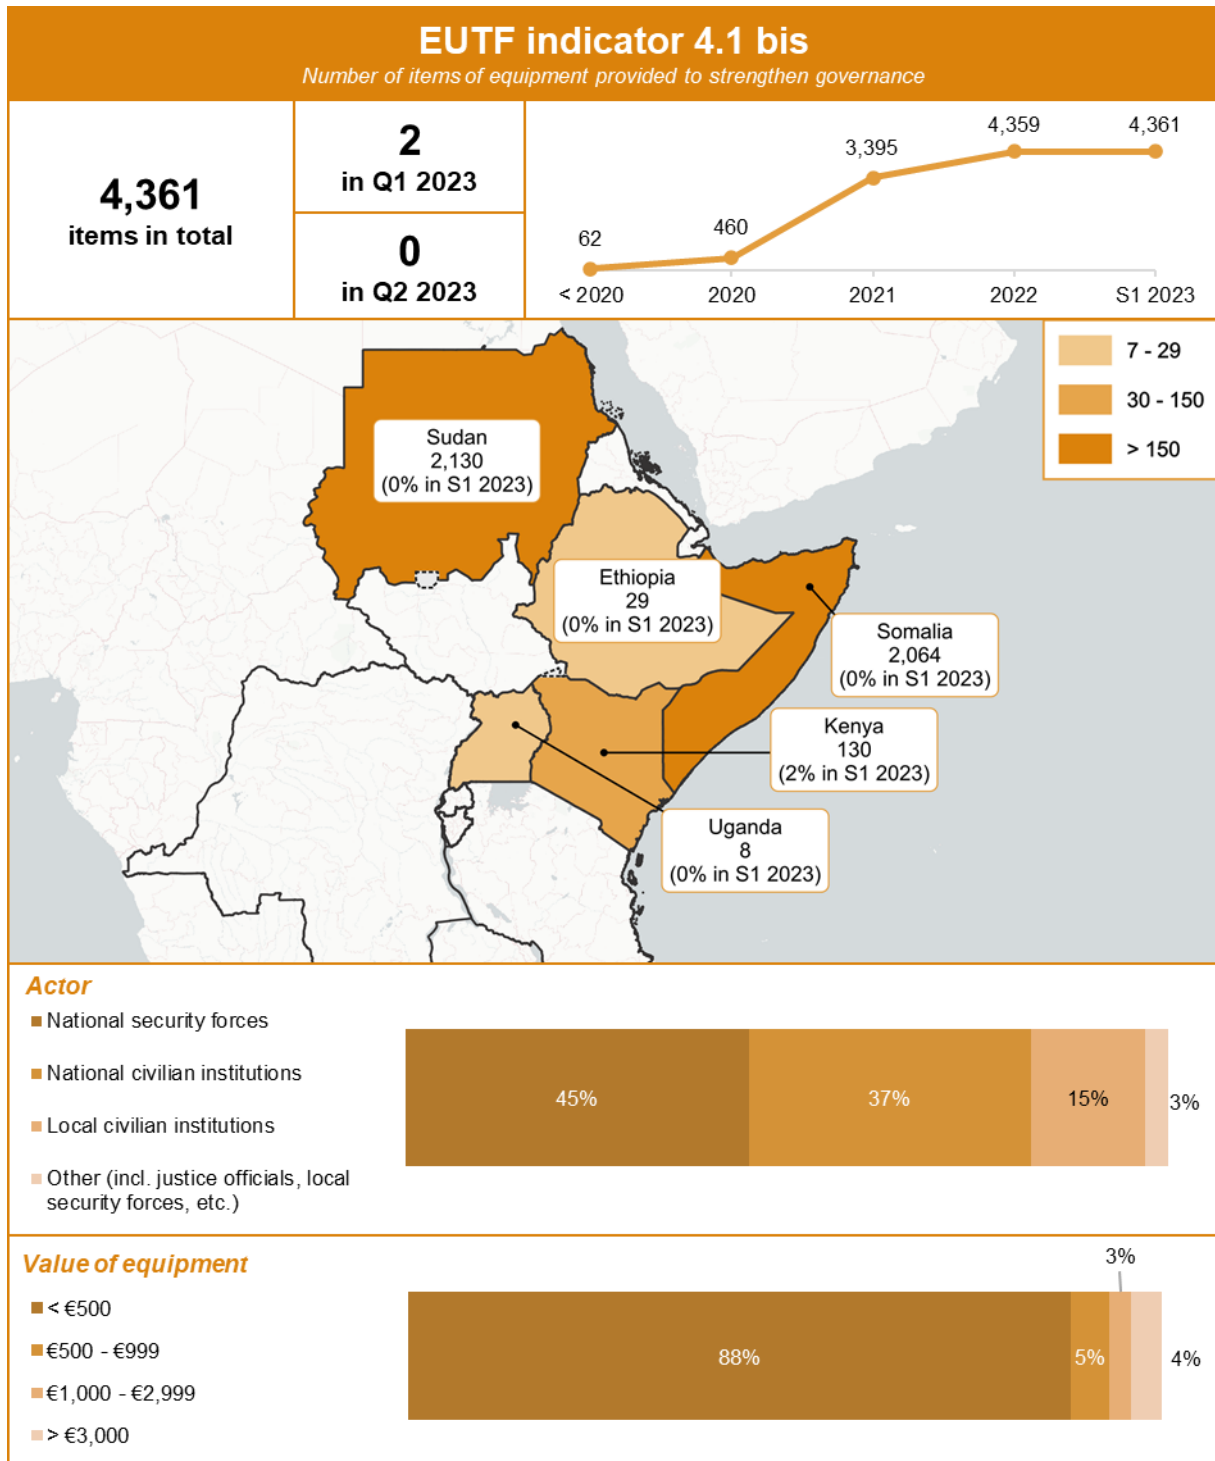 EUTF indicator 4.1 bis
Number of items of equipment provided to strengthen governance
4,361
items in total
2
in Q1 2023
0
in Q2 2023
62
460
3,395
4,359
4,361
< 2020
2020
2021
2022
S1 2023
7 - 29
30 - 150
> 150
Sudan
2,130
(0% in S1 2023)
Ethiopia
29
(0% in S1 2023)
Somalia
2,064
(0% in S1 2023)
Kenya
130
(2% in S1 2023)
Uganda
8
(0% in S1 2023)
Actor
National security forces
National civilian institutions
Local civilian institutions
Other (incl. justice officials, local
security forces, etc.)
45%
37%
15%
3%
Value of equipment
< €500
€500 - €999
€1,000 - €2,999
> €3,000
88%
5%
3%
4%